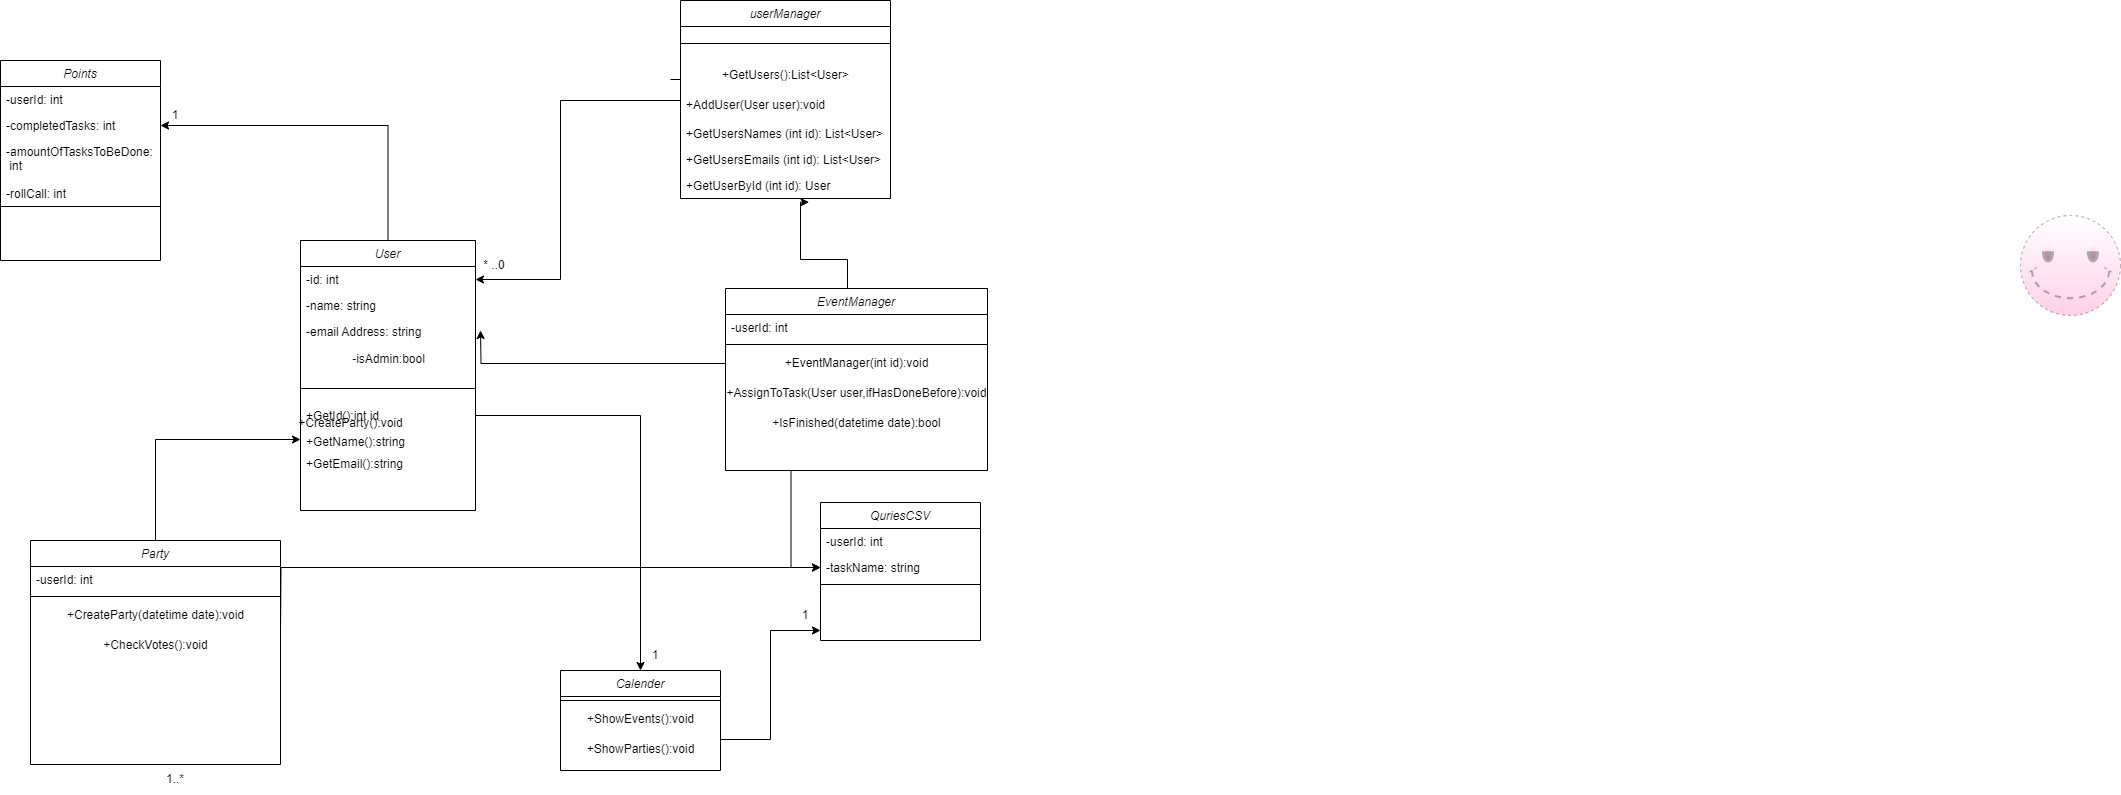 userManager
+GetUsers():List<User>
+AddUser(User user):void
+GetUsersNames (int id): List<User>
+GetUsersEmails (int id): List<User>
+GetUserById (int id): User
Points
-userId: int
-completedTasks: int
-amountOfTasksToBeDone:
int
-rollCall: int
1
User
-id: int
-name: string
-email Address: string
-isAdmin:bool
+GetId():int id
+CreateParty():void
+GetName():string
+GetEmail():string
* ..0
EventManager
-userId: int
+EventManager(int id):void
+AssignToTask(User user,ifHasDoneBefore):void
+IsFinished(datetime date):bool
QuriesCSV
-userId: int
-taskName: string
1
Party
-userId: int
+CreateParty(datetime date):void
+CheckVotes():void
1..*
1
Calender
+ShowEvents():void
+ShowParties():void